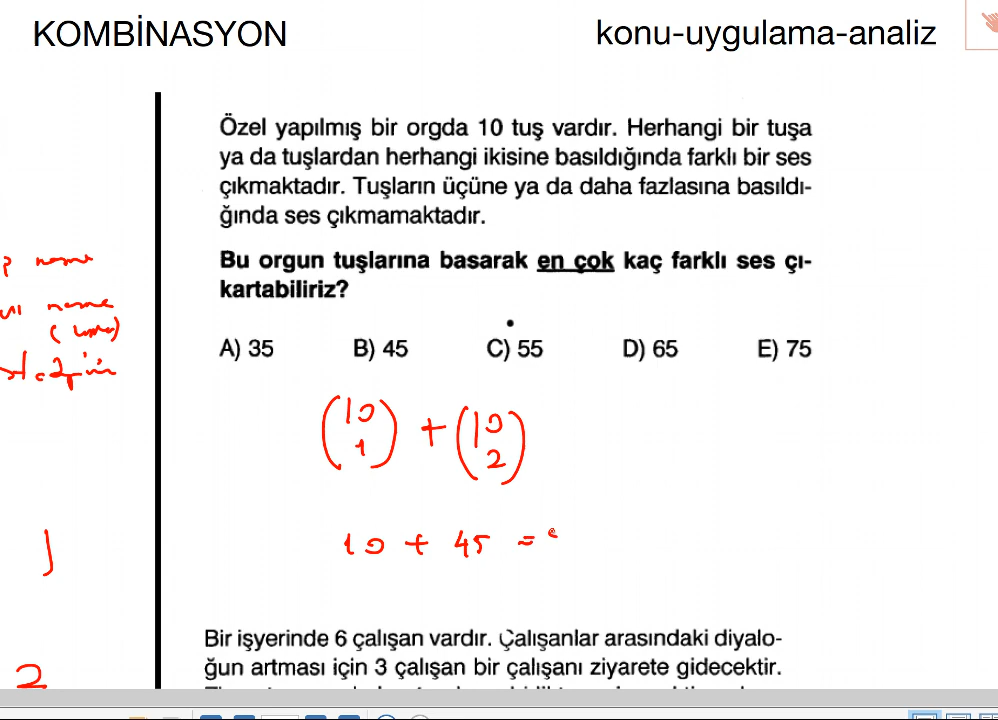 KOMBİNASYON
konu-uygulama-analiz
Özel yapılmış bir orgda 10 tuş vardır. Herhangi bir tuşa
ya da tuşlardan herhangi ikisine basıldığında farklı bir ses
çıkmaktadır. Tuşların üçüne ya da daha fazlasına basıldı-
ğında ses çıkmamaktadır.
Bu orgun tuşlarına basarak en çok kaç farklı ses çı-
kartabiliriz?
A) 35 B) 45 C) 55 D) 65 E) 75
(10 1) + (10 2)
10 + 45 =
2
Bir işyerinde 6 çalışan vardır. Çalışanlar arasındaki diyalo-
ğun artması için 3 çalışan bir çalışanı ziyarete gidecektir.